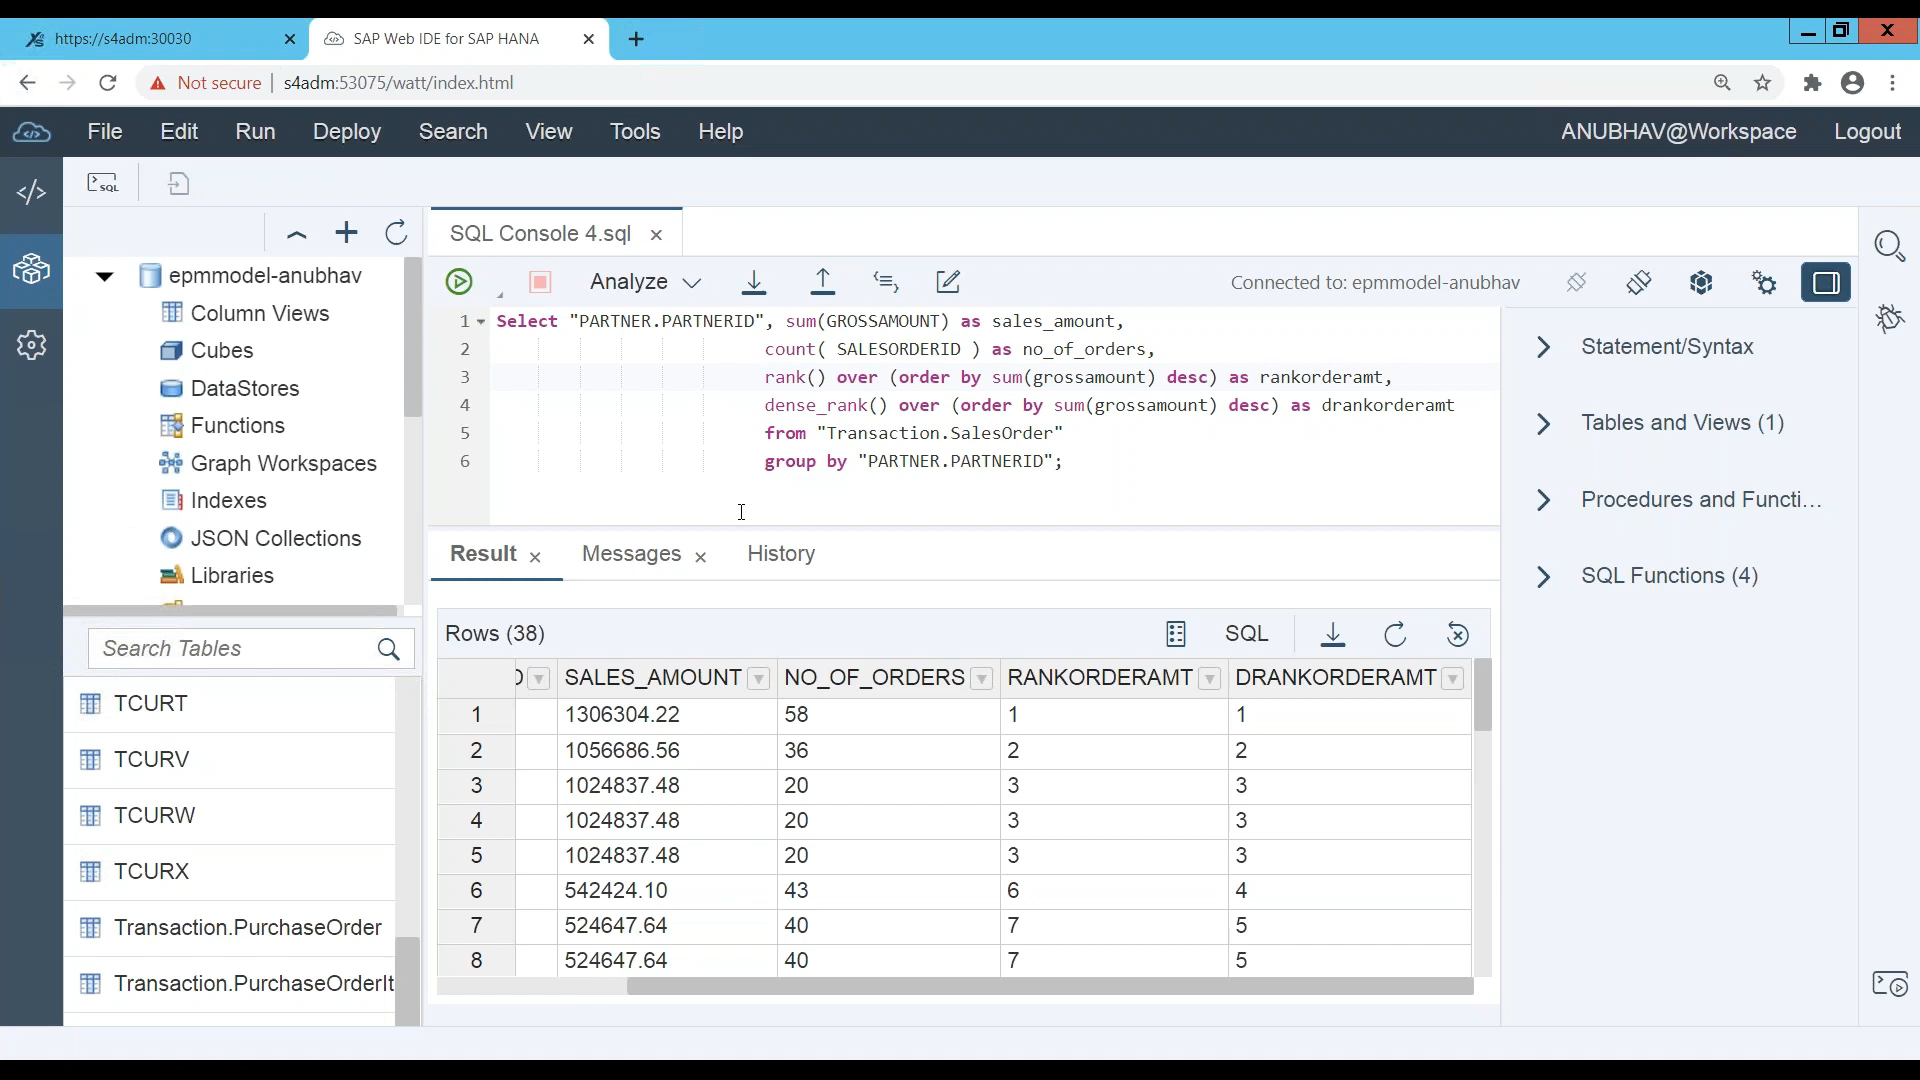 https://s4adm:30030
SAP Web IDE for SAP HANA
Not secure
s4adm:53075/watt/index.html
File Edit Run Deploy Search View Tools Help
ANUBHAV@Workspace Logout
SQL
epmmodel-anubhav
Column Views
Cubes
DataStores
Functions
Graph Workspaces
Indexes
JSON Collections
Libraries
Search Tables
TCURT
TCURV
TCURW
TCURX
Transaction.PurchaseOrder
Transaction.PurchaseOrderIt
SQL Console 4.sql
Analyze
Connected to: epmmodel-anubhav
1 Select "PARTNER.PARTNERID", sum(GROSSAMOUNT) as sales_amount,
2 count( SALESORDERID ) as no_of_orders,
3 rank() over (order by sum(grossamount) desc) as rankorderamt,
4 dense_rank() over (order by sum(grossamount) desc) as drankorderamt
5 from "Transaction.SalesOrder"
6 group by "PARTNER.PARTNERID";
Result Messages History
Rows (38)
SQL
SALES_AMOUNT NO_OF_ORDERS RANKORDERAMT DRANKORDERAMT
1 1306304.22 58 1 1
2 1056686.56 36 2 2
3 1024837.48 20 3 3
4 1024837.48 20 3 3
5 1024837.48 20 3 3
6 542424.10 43 6 4
7 524647.64 40 7 5
8 524647.64 40 7 5
Statement/Syntax
Tables and Views (1)
Procedures and Functi...
SQL Functions (4)